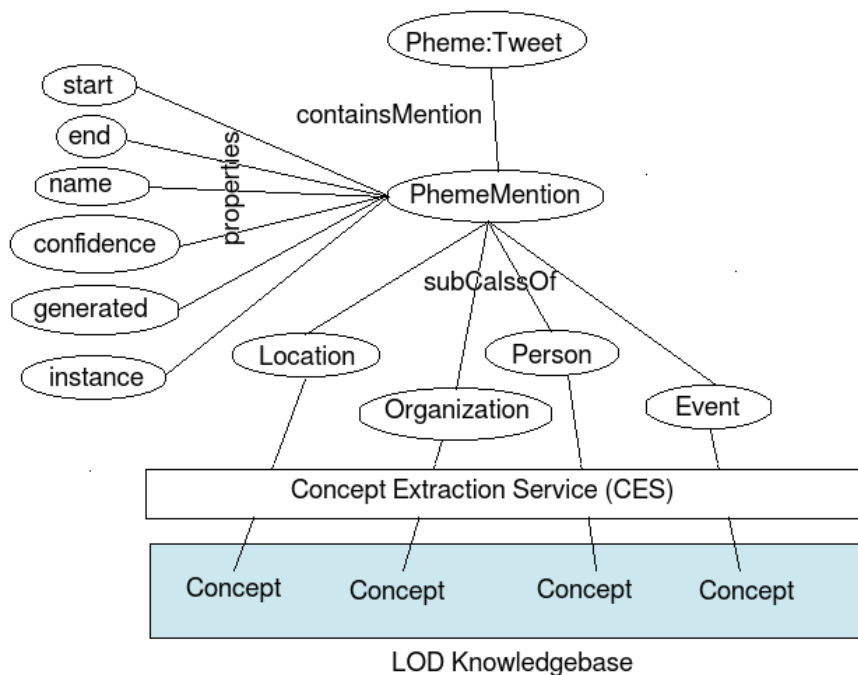 Pheme:Tweet
start
containsMention
end
properties
name
PhemeMention
confidence
subCalssOf
generated
Location
Person
instance
Organization
Event
Concept Extraction Service (CES)
Concept Concept Concept Concept
LOD Knowledgebase